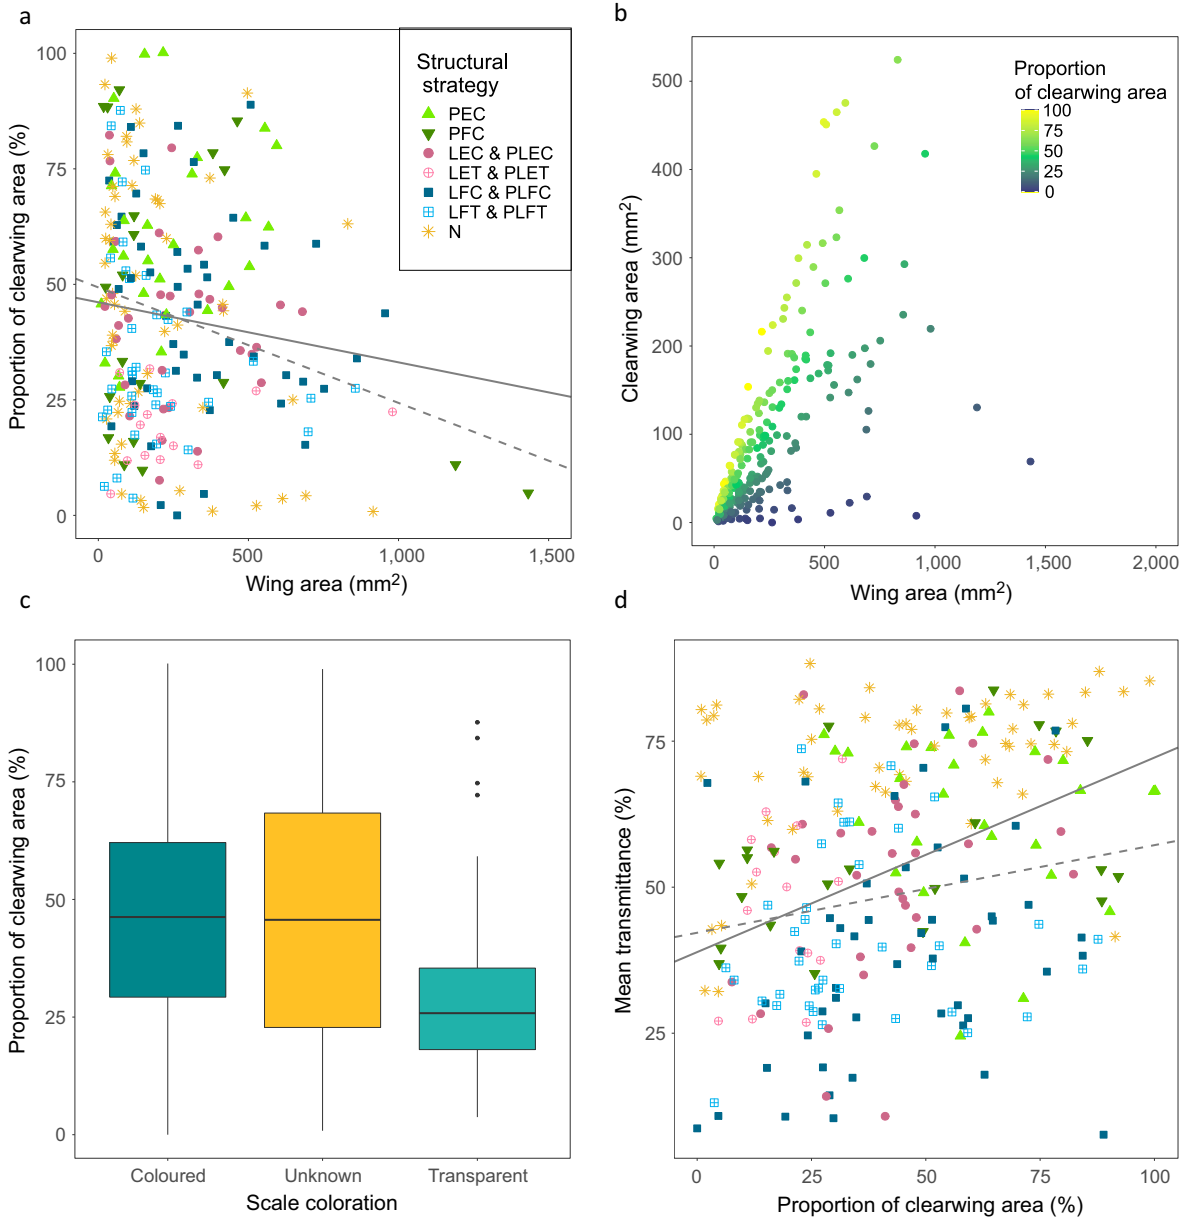 a
Proportion of clearwing area (%)
100
75
50
25
0
0
500
1,000
1,500
Wing area (mm²)
Structural
strategy
PEC
PFC
LEC & PLEC
LET & PLET
LFC & PLFC
LFT & PLFT
N
b
Clearwing area (mm²)
500
400
300
200
100
0
0
500
1,000
1,500
2,000
Wing area (mm²)
Proportion
of clearwing area
100
75
50
25
0
c
Proportion of clearwing area (%)
100
75
50
25
0
Coloured
Unknown
Transparent
Scale coloration
d
Mean transmittance (%)
75
50
25
0
25
50
75
100
Proportion of clearwing area (%)